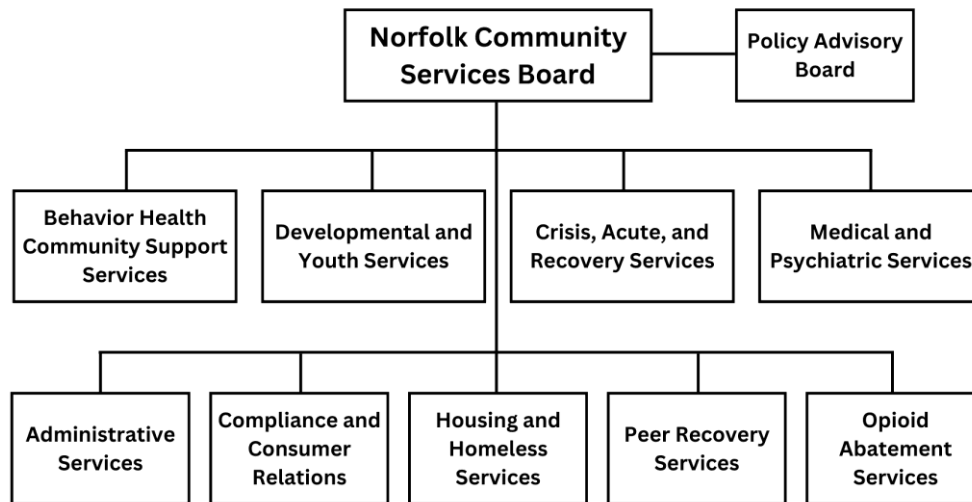 Norfolk Community
Services Board
Policy Advisory
Board
Behavior Health
Community Support
Services
Developmental and
Youth Services
Crisis, Acute, and
Recovery Services
Medical and
Psychiatric Services
Administrative
Services
Compliance and
Consumer
Relations
Housing and
Homeless
Services
Peer Recovery
Services
Opioid
Abatement
Services